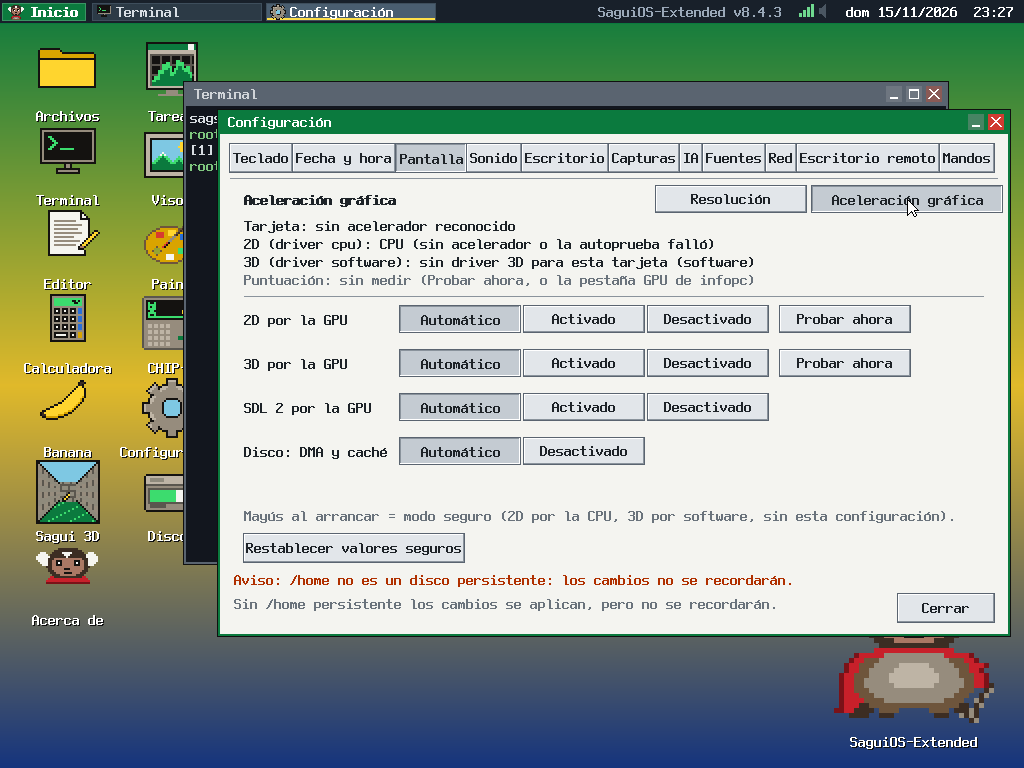 Inicio Terminal Configuración SaguiOS-Extended v8.4.3 dom 15/11/2026 23:27
Archivos
Terminal
Editor
Calculadora
Banana
Sagui 3D
Acerca de
Terminal
root
[1]
root
Configuración
Teclado Fecha y hora Pantalla Sonido Escritorio Capturas IA Fuentes Red Escritorio remoto Mandos
Aceleración gráfica Resolución Aceleración gráfica
Tarjeta: sin acelerador reconocido
2D (driver cpu): CPU (sin acelerador o la autoprueba falló)
3D (driver software): sin driver 3D para esta tarjeta (software)
Puntuación: sin medir (Probar ahora, o la pestaña GPU de infopc)
2D por la GPU Automático Activado Desactivado Probar ahora
3D por la GPU Automático Activado Desactivado Probar ahora
SDL 2 por la GPU Automático Activado Desactivado
Disco: DMA y caché Automático Desactivado
Mayús al arrancar = modo seguro (2D por la CPU, 3D por software, sin esta configuración).
Restablecer valores seguros
Aviso: /home no es un disco persistente: los cambios no se recordarán.
Sin /home persistente los cambios se aplican, pero no se recordarán.
Cerrar
SaguiOS-Extended